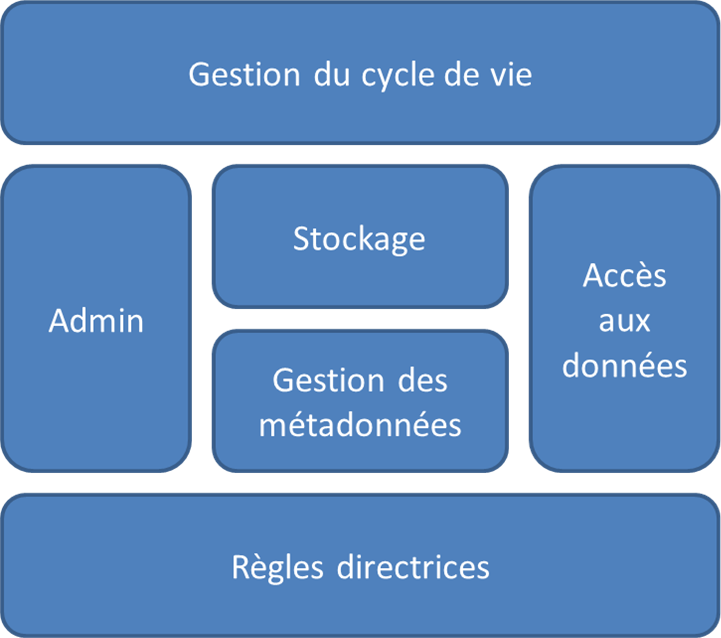 Gestion du cycle de vie
Admin
Stockage
Gestion des
métadonnées
Accès
aux
données
Règles directrices